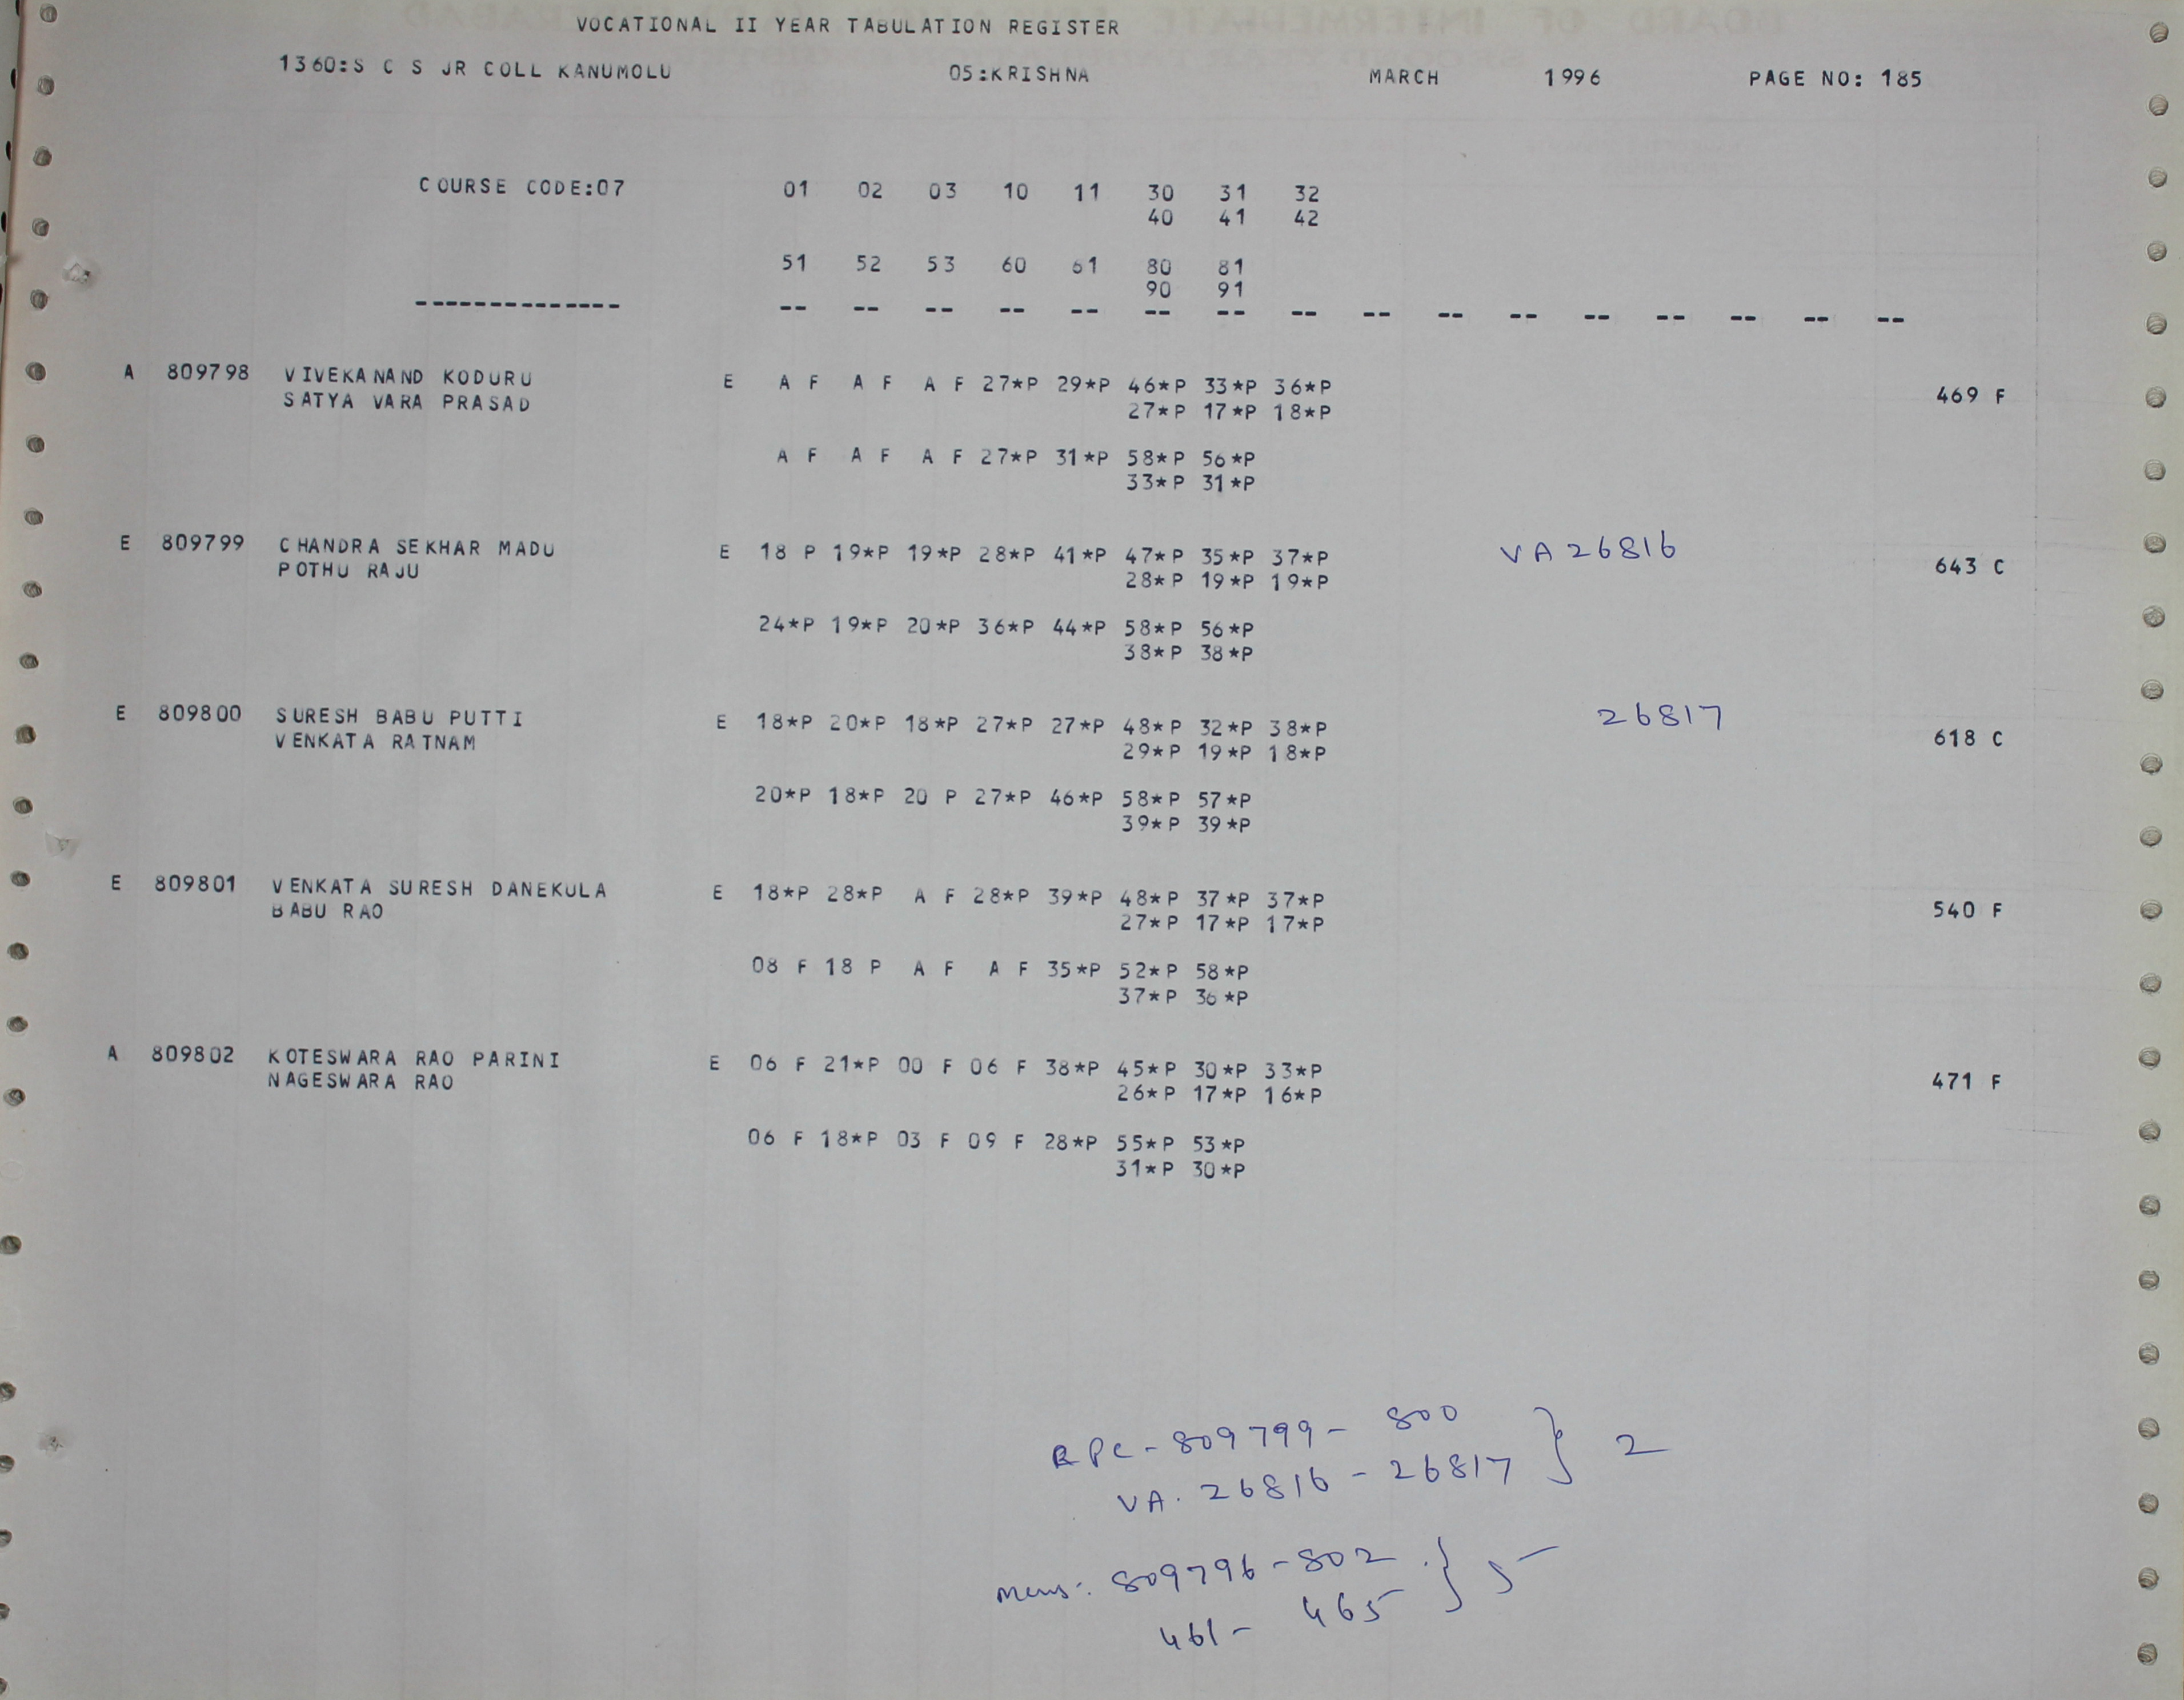 VOCATIONAL II YEAR TABULATION REGISTER
1360:S C S JR COLL KANUMOLU 05:KRISHNA MARCH 1996 PAGE NO: 185
COURSE CODE:07 01 02 03 10 11 30 31 32
40 41 42
51 52 53 60 61 80 81
90 91
-------------- -- -- -- -- -- -- -- -- -- -- -- -- -- -- -- --
A 809798 VIVEKANAND KODURU E A F A F A F 27*P 29*P 46*P 33*P 36*P 469 F
SATYA VARA PRASAD 27*P 17*P 18*P
A F A F A F 27*P 31*P 58*P 56*P
33*P 31*P
E 809799 CHANDRA SEKHAR MADU E 18 P 19*P 19*P 28*P 41*P 47*P 35*P 37*P VA26816 643 C
POTHU RAJU 28*P 19*P 19*P
24*P 19*P 20*P 36*P 44*P 58*P 56*P
38*P 38*P
E 809800 SURESH BABU PUTTI E 18*P 20*P 18*P 27*P 27*P 48*P 32*P 38*P 26817 618 C
VENKATA RATNAM 29*P 19*P 18*P
20*P 18*P 20 P 27*P 46*P 58*P 57*P
39*P 39*P
E 809801 VENKATA SURESH DANEKULA E 18*P 28*P A F 28*P 39*P 48*P 37*P 37*P 540 F
BABU RAO 27*P 17*P 17*P
08 F 18 P A F A F 35*P 52*P 58*P
37*P 36*P
A 809802 KOTESWARA RAO PARINI E 06 F 21*P 00 F 06 F 38*P 45*P 30*P 33*P 471 F
NAGESWARA RAO 26*P 17*P 16*P
06 F 18*P 03 F 09 F 28*P 55*P 53*P
31*P 30*P
RPC - 809799 - 800 } 2
VA. 26816 - 26817
809796 - 802 } 5
461 - 465